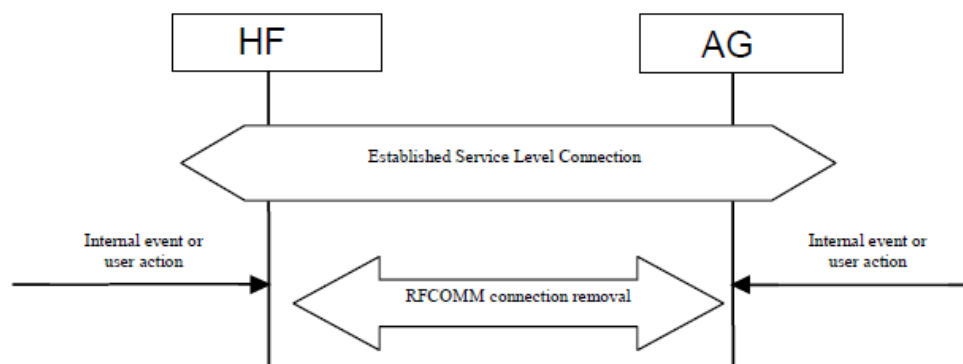 HF
AG
Established Service Level Connection
Internal event or
user action
Internal event or
user action
RFCOMM connection removal